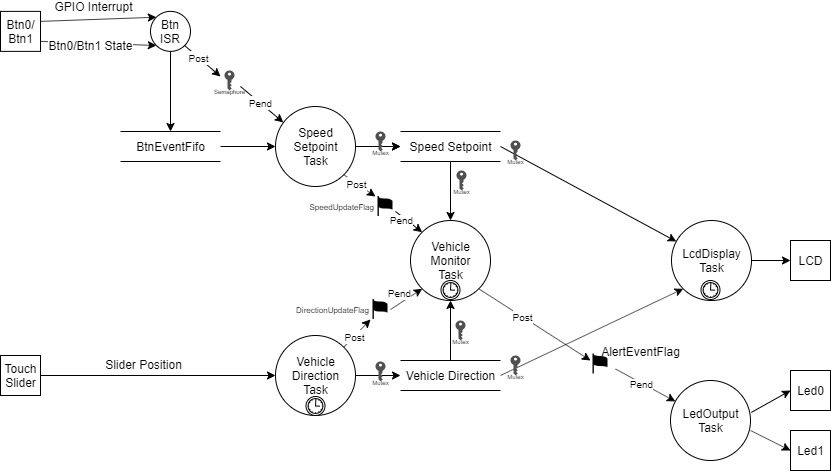 GPIO Interrupt
Btn0/
Btn1
Btn
ISR
Btn0/Btn1 State
Post
Semaphore
Pend
BtnEventFifo
Speed
Setpoint
Task
Mutex
Speed Setpoint
Mutex
Post
Mutex
SpeedUpdateFlag
Pend
Vehicle
Monitor
Task
LcdDisplay
Task
LCD
Pend
DirectionUpdateFlag
Post
Post
Mutex
AlertEventFlag
Touch
Slider
Slider Position
Vehicle
Direction
Task
Mutex
Vehicle Direction
Mutex
Pend
LedOutput
Task
Led0
Led1